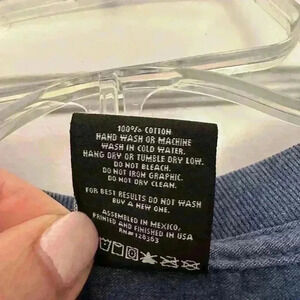 100% COTTON
HAND WASH OR MACHINE
WASH IN COLD WATER.
HANG DRY OR TUMBLE DRY LOW.
DO NOT BLEACH.
DO NOT IRON GRAPHIC.
DO NOT DRY CLEAN.
FOR BEST RESULTS DO NOT WASH
BUY A NEW ONE.
ASSEMBLED IN MEXICO,
PRINTED AND FINISHED IN USA
RN# 128363